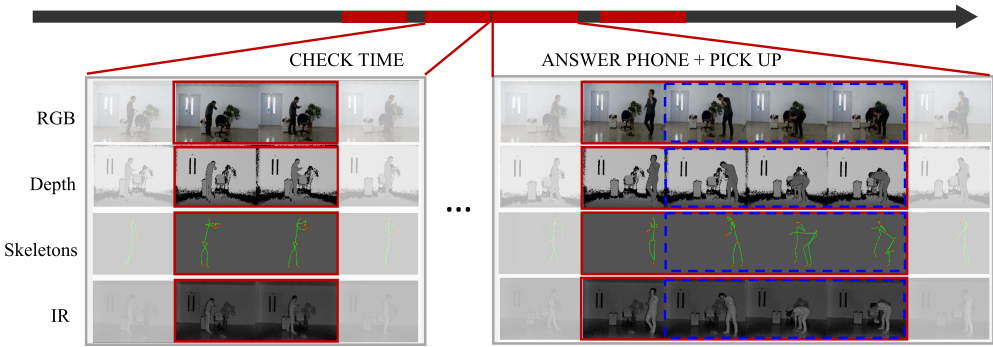 CHECK TIME
ANSWER PHONE + PICK UP
RGB
Depth
Skeletons
IR
...